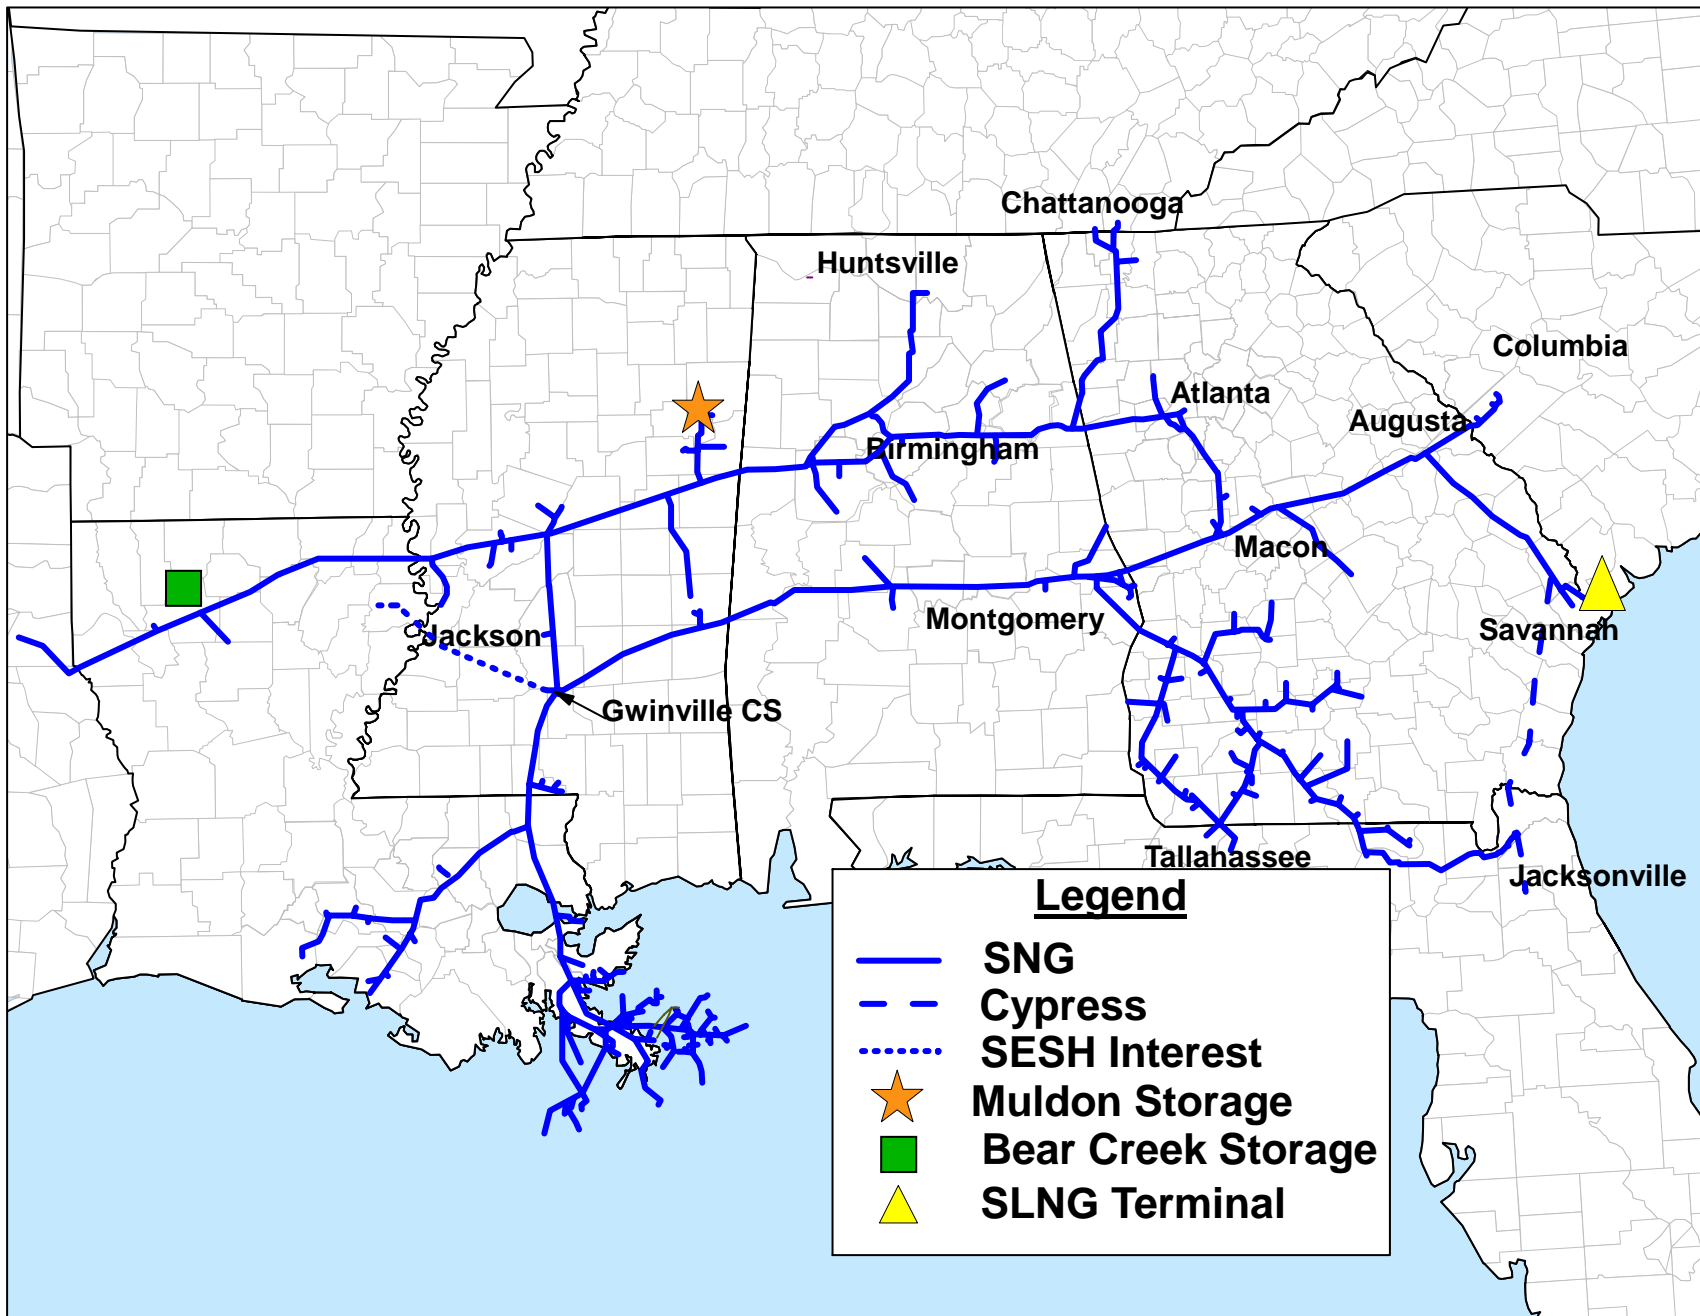 Chattanooga
Huntsville
Columbia
Atlanta
Augusta
Birmingham
Macon
Montgomery
Savannah
Jackson
Gwinville CS
Tallahassee
Jacksonville
Legend
SNG
Cypress
SESH Interest
Muldon Storage
Bear Creek Storage
SLNG Terminal